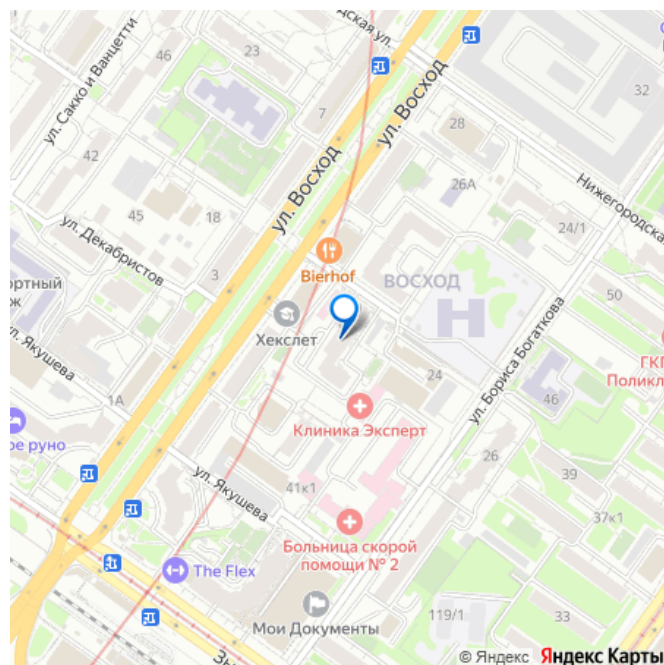 дская ул.
ул. Сакко и Ванцетти
46
23
7
ул. Восход
ул. Восход
32
28
42
26А
Нижегородская
45
18
24/1
ул. Декабристов
3
Bierhof
ВОСХОД
ортный
ж
Хекслет
50
ул. Бориса Богаткова
ул. Якушева
ГКП
Поликл
1А
24
46
Клиника Эксперт
ое руно
26
39
ул. Якушева
41к1
37к1
Больница скорой
помощи № 2
The Flex
119/1
33
Мои Документы
Зы
© Яндекс Яндекс Карты